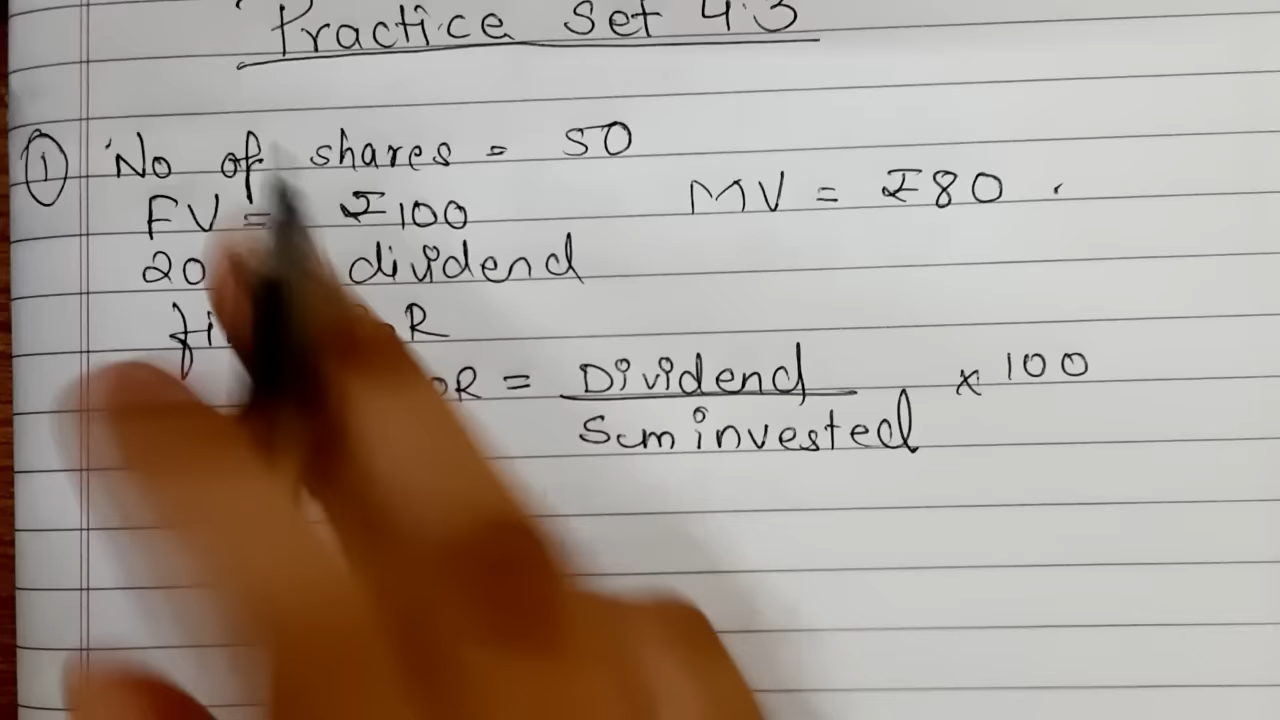 Practice Set 4.3
① No of shares = 50
FV = ₹100 MV = ₹80.
20 dividend
R
R = Dividend × 100
Sum invested